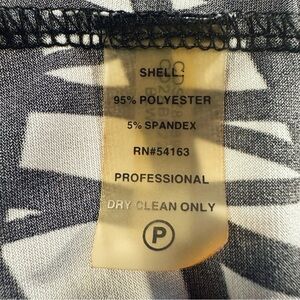 SHELL:
95% POLYESTER
5% SPANDEX
RN#54163
PROFESSIONAL
DRY CLEAN ONLY
P